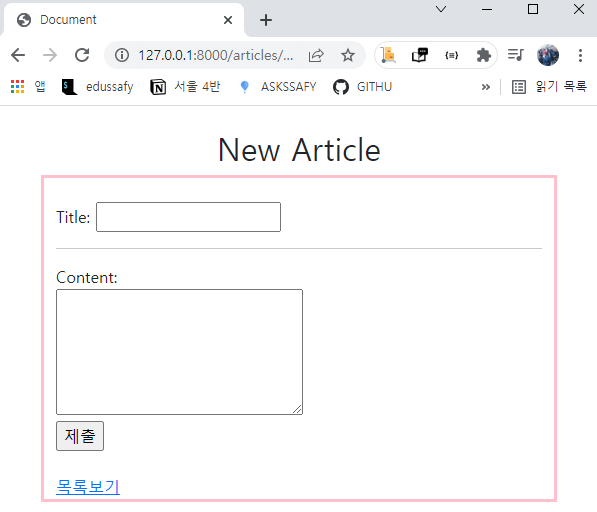 Document
127.0.0.1:8000/articles/...
앱 edussafy 서울 4반 ASKSSAFY GITHU » 읽기 목록
New Article
Title:
Content:
제출
목록보기